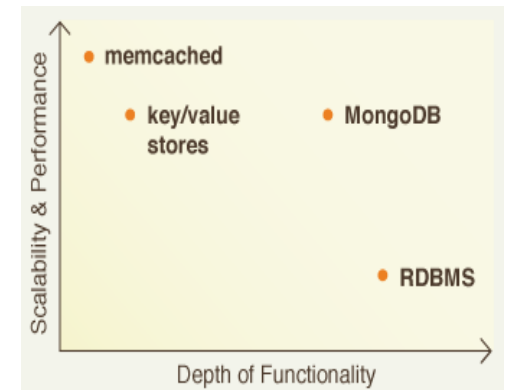 memcached
key/value
stores
MongoDB
RDBMS
Scalability & Performance
Depth of Functionality